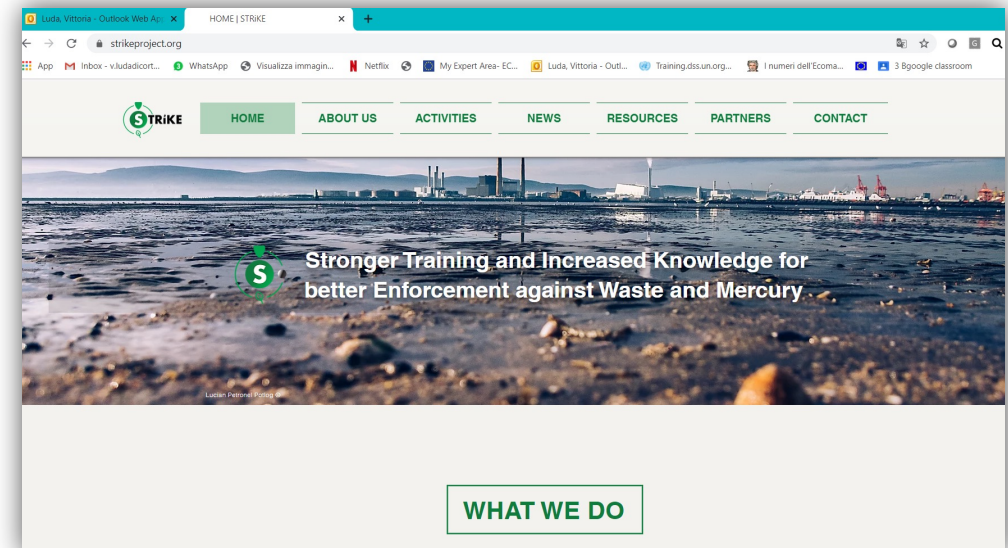 Luda, Vittoria - Outlook Web App
HOME | STRiKE
strikeproject.org
App
Inbox - v.ludadicort...
WhatsApp
Visualizza immagin...
Netflix
My Expert Area- EC...
Luda, Vittoria - Outl...
Training.dss.un.org...
I numeri dell'Ecoma...
3 Bgoogle classroom
STRiKE
HOME
ABOUT US
ACTIVITIES
NEWS
RESOURCES
PARTNERS
CONTACT
S
Stronger Training and Increased Knowledge for
better Enforcement against Waste and Mercury
Lucian Petronel
WHAT WE DO